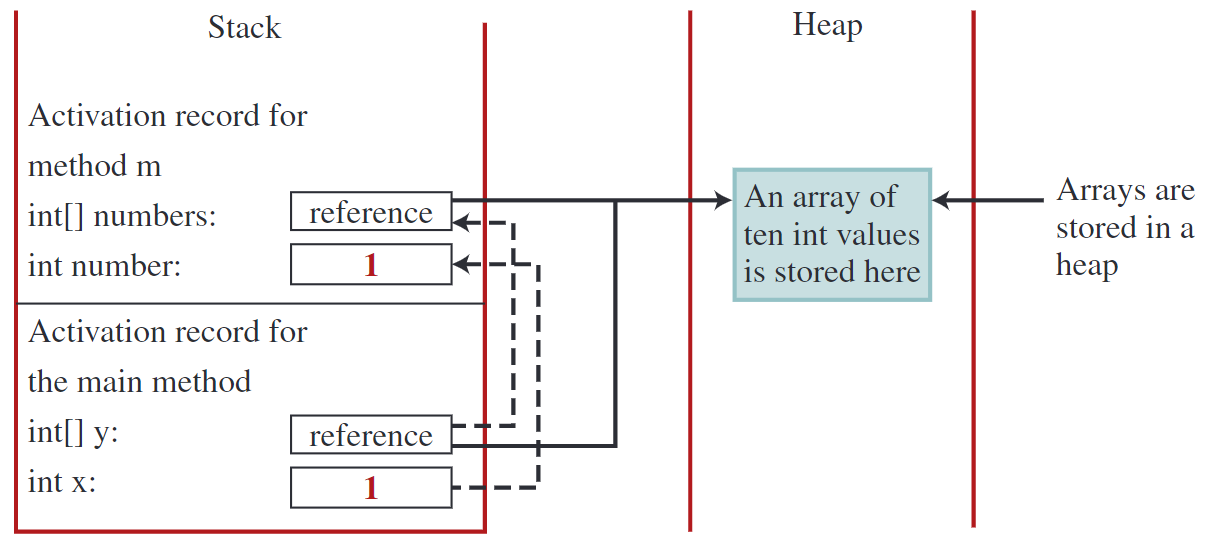 Stack
Heap
Activation record for
method m
int[] numbers:
reference
int number:
1
An array of
ten int values
is stored here
Arrays are
stored in a
heap
Activation record for
the main method
int[] y:
reference
int x:
1